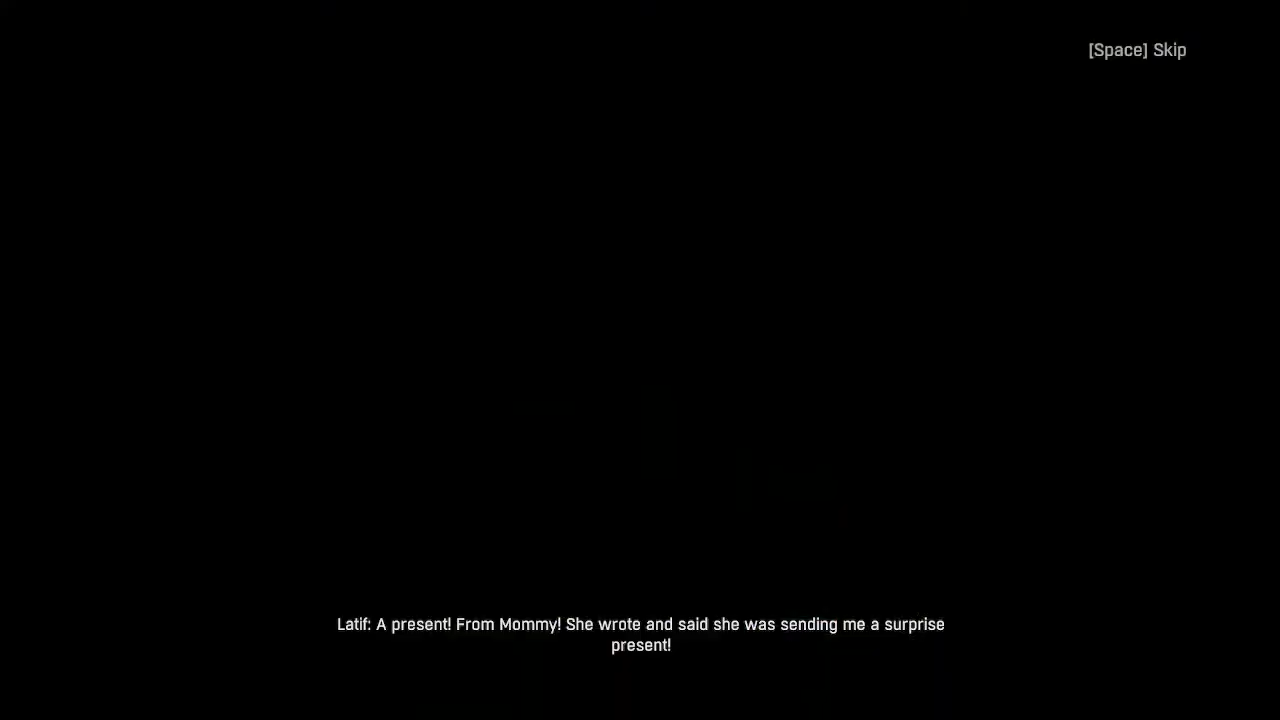 [Space] Skip
Latif: A present! From Mommy! She wrote and said she was sending me a surprise
present!